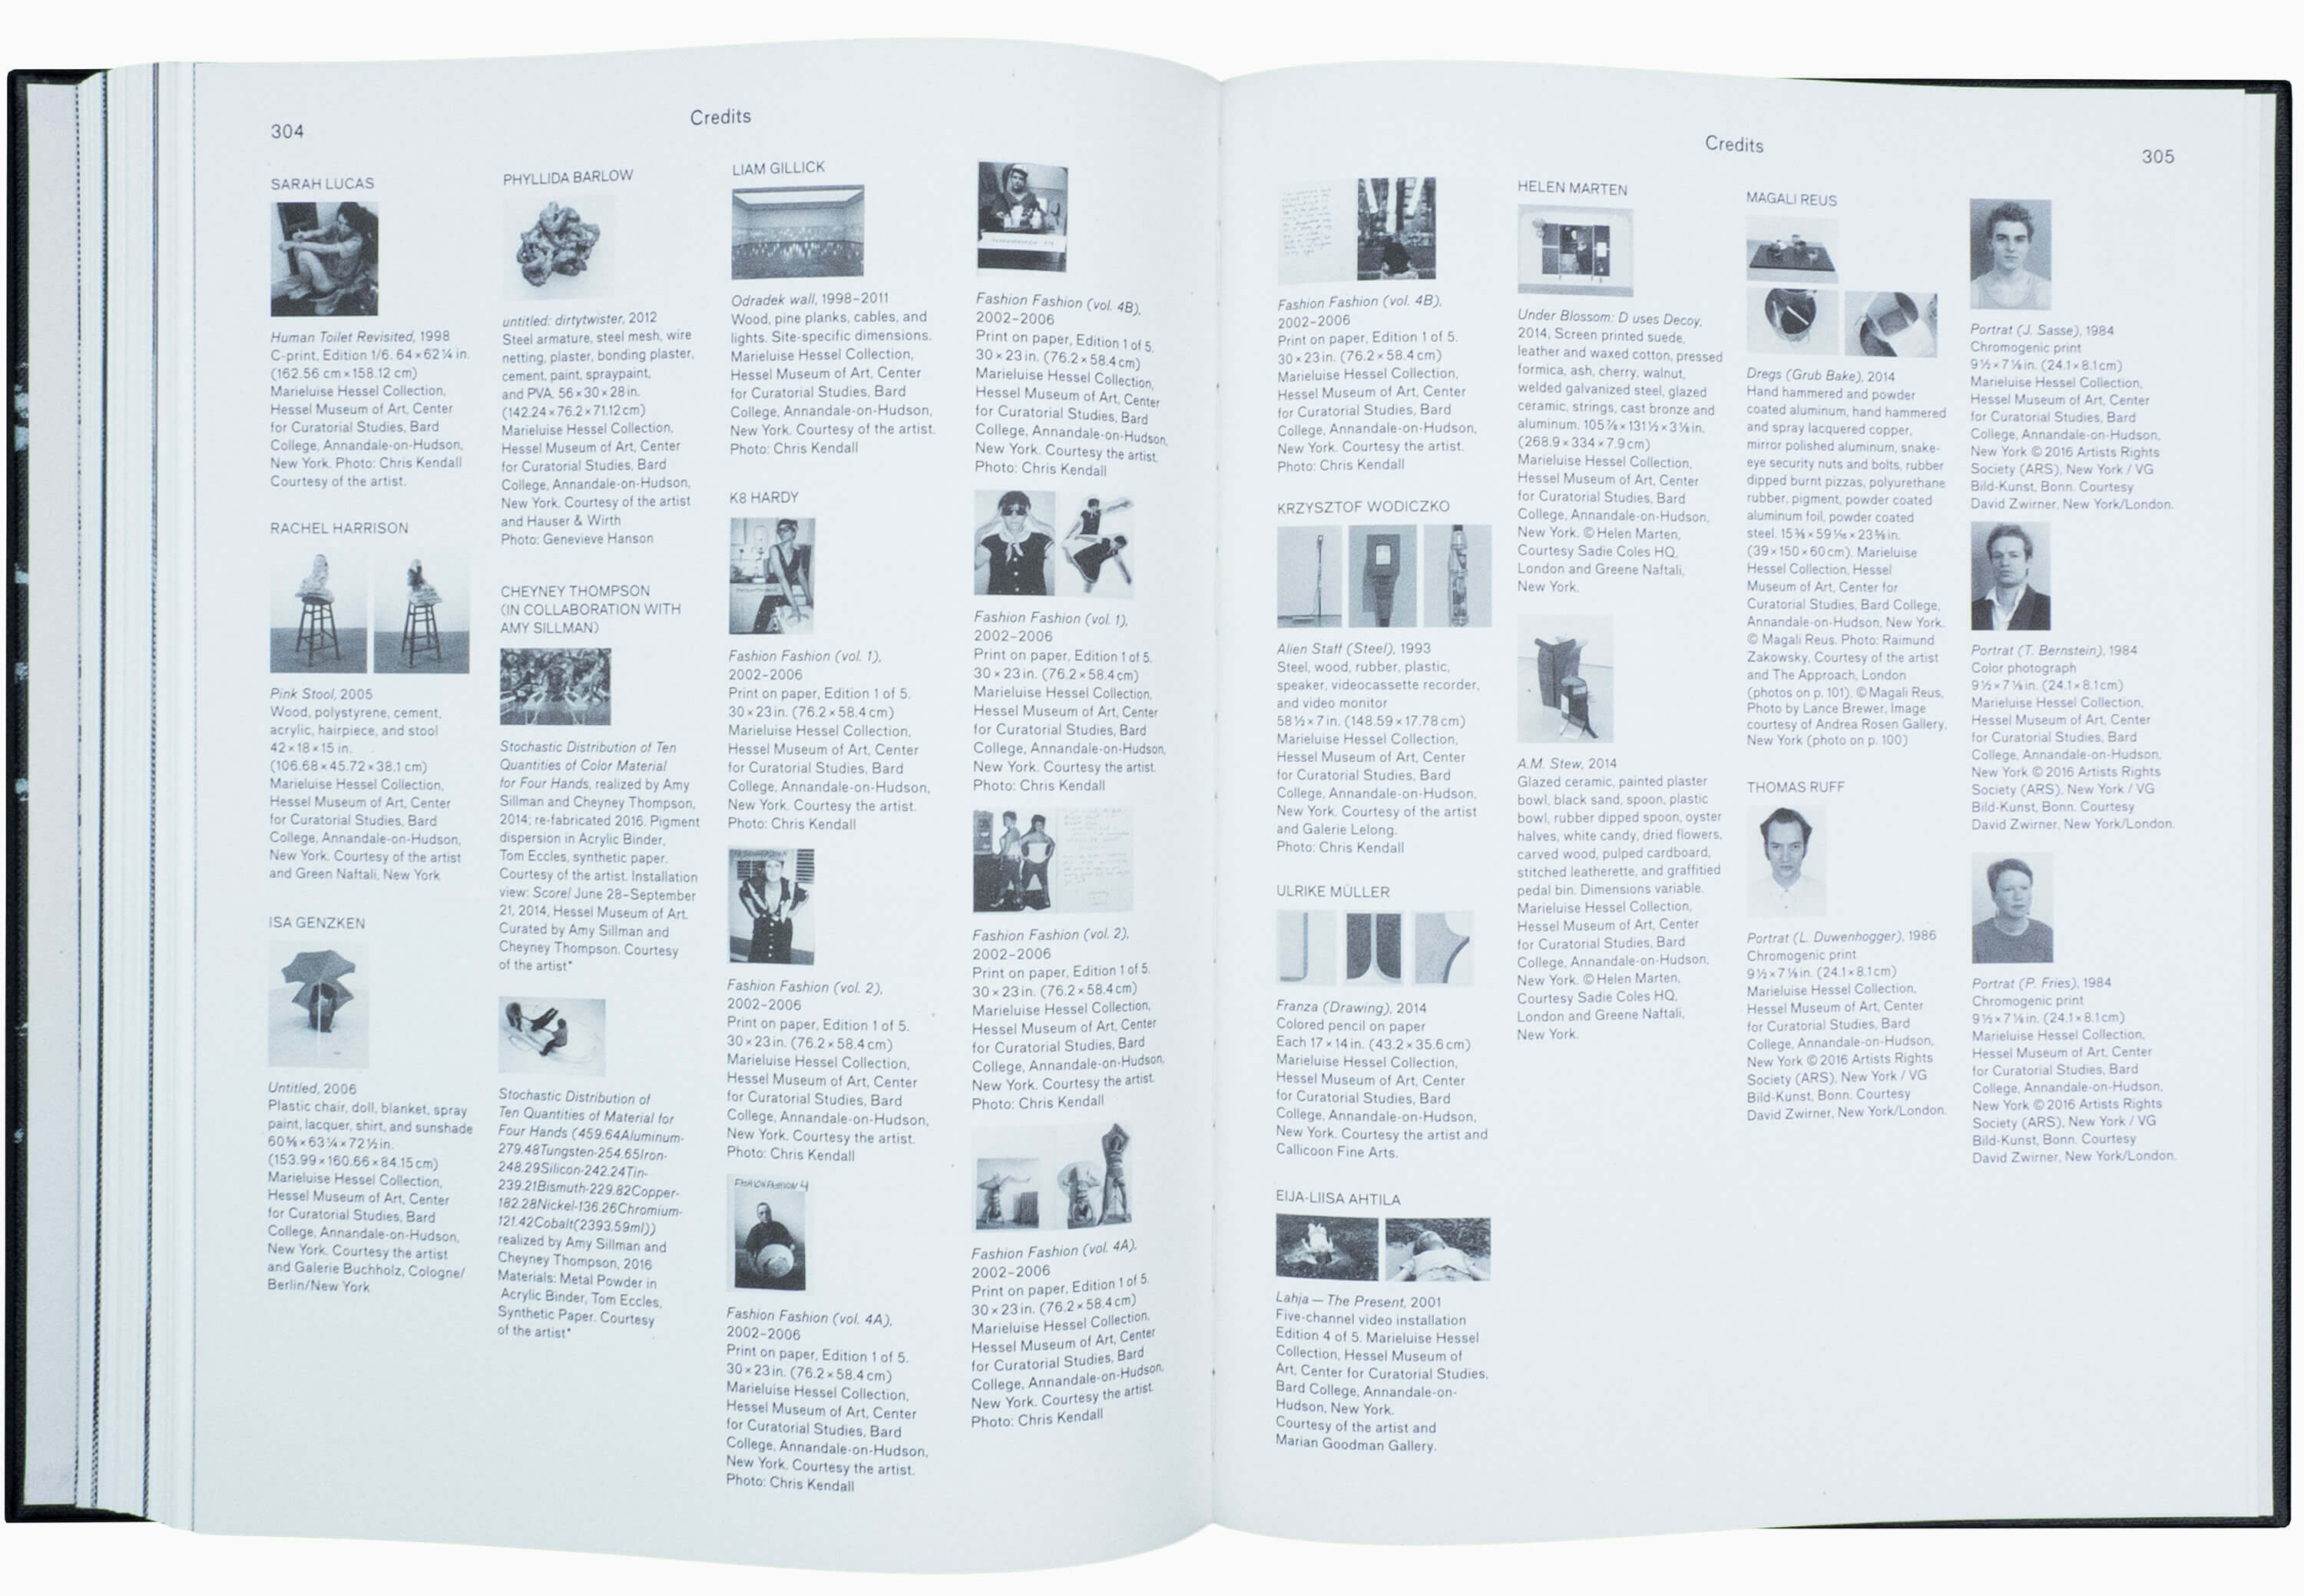 304
Credits
SARAH LUCAS
Human Toilet Revisited, 1998
C-print, Edition 1/6. 64 × 62¼ in.
(162.56 cm × 158.12 cm)
Marieluise Hessel Collection,
Hessel Museum of Art, Center
for Curatorial Studies, Bard
College, Annandale-on-Hudson,
New York. Photo: Chris Kendall
Courtesy of the artist.
RACHEL HARRISON
Pink Stool, 2005
Wood, polystyrene, cement,
acrylic, hairpiece, and stool
42 × 18 × 15 in.
(106.68 × 45.72 × 38.1 cm)
Marieluise Hessel Collection,
Hessel Museum of Art, Center
for Curatorial Studies, Bard
College, Annandale-on-Hudson,
New York. Courtesy of the artist
and Green Naftali, New York
ISA GENZKEN
Untitled, 2006
Plastic chair, doll, blanket, spray
paint, lacquer, shirt, and sunshade
60⅝ × 63¼ × 72½ in.
(153.99 × 160.66 × 84.15 cm)
Marieluise Hessel Collection,
Hessel Museum of Art, Center
for Curatorial Studies, Bard
College, Annandale-on-Hudson,
New York. Courtesy the artist
and Galerie Buchholz, Cologne/
Berlin/New York
PHYLLIDA BARLOW
untitled: dirtytwister, 2012
Steel armature, steel mesh, wire
netting, plaster, bonding plaster,
cement, paint, spraypaint,
and PVA. 56 × 30 × 28 in.
(142.24 × 76.2 × 71.12 cm)
Marieluise Hessel Collection,
Hessel Museum of Art, Center
for Curatorial Studies, Bard
College, Annandale-on-Hudson,
New York. Courtesy of the artist
and Hauser & Wirth
Photo: Genevieve Hanson
CHEYNEY THOMPSON
(IN COLLABORATION WITH
AMY SILLMAN)
Stochastic Distribution of Ten
Quantities of Color Material
for Four Hands, realized by Amy
Sillman and Cheyney Thompson,
2014; re-fabricated 2016. Pigment
dispersion in Acrylic Binder,
Tom Eccles, synthetic paper.
Courtesy of the artist. Installation
view: Score! June 28–September
21, 2014, Hessel Museum of Art.
Curated by Amy Sillman and
Cheyney Thompson. Courtesy
of the artist*
Stochastic Distribution of
Ten Quantities of Material for
Four Hands (459.64Aluminum-
279.48Tungsten-254.65Iron-
248.29Silicon-242.24Tin-
239.21Bismuth-229.82Copper-
182.28Nickel-136.26Chromium-
121.42Cobalt(2393.59ml))
realized by Amy Sillman and
Cheyney Thompson, 2016
Materials: Metal Powder in
Acrylic Binder, Tom Eccles,
Synthetic Paper. Courtesy
of the artist*
LIAM GILLICK
Odradek wall, 1998–2011
Wood, pine planks, cables, and
lights. Site-specific dimensions.
Marieluise Hessel Collection,
Hessel Museum of Art, Center
for Curatorial Studies, Bard
College, Annandale-on-Hudson,
New York. Courtesy of the artist.
Photo: Chris Kendall
K8 HARDY
Fashion Fashion (vol. 1),
2002–2006
Print on paper, Edition 1 of 5.
30 × 23 in. (76.2 × 58.4 cm)
Marieluise Hessel Collection,
Hessel Museum of Art, Center
for Curatorial Studies, Bard
College, Annandale-on-Hudson,
New York. Courtesy the artist.
Photo: Chris Kendall
Fashion Fashion (vol. 2),
2002–2006
Print on paper, Edition 1 of 5.
30 × 23 in. (76.2 × 58.4 cm)
Marieluise Hessel Collection,
Hessel Museum of Art, Center
for Curatorial Studies, Bard
College, Annandale-on-Hudson,
New York. Courtesy the artist.
Photo: Chris Kendall
FASHION FASHION 4
Fashion Fashion (vol. 4A),
2002–2006
Print on paper, Edition 1 of 5.
30 × 23 in. (76.2 × 58.4 cm)
Marieluise Hessel Collection,
Hessel Museum of Art, Center
for Curatorial Studies, Bard
College, Annandale-on-Hudson,
New York. Courtesy the artist.
Photo: Chris Kendall
Fashion Fashion (vol. 4B),
2002–2006
Print on paper, Edition 1 of 5.
30 × 23 in. (76.2 × 58.4 cm)
Marieluise Hessel Collection,
Hessel Museum of Art, Center
for Curatorial Studies, Bard
College, Annandale-on-Hudson,
New York. Courtesy the artist.
Photo: Chris Kendall
Fashion Fashion (vol. 1),
2002–2006
Print on paper, Edition 1 of 5.
30 × 23 in. (76.2 × 58.4 cm)
Marieluise Hessel Collection,
Hessel Museum of Art, Center
for Curatorial Studies, Bard
College, Annandale-on-Hudson,
New York. Courtesy the artist.
Photo: Chris Kendall
Fashion Fashion (vol. 2),
2002–2006
Print on paper, Edition 1 of 5.
30 × 23 in. (76.2 × 58.4 cm)
Marieluise Hessel Collection,
Hessel Museum of Art, Center
for Curatorial Studies, Bard
College, Annandale-on-Hudson,
New York. Courtesy the artist.
Photo: Chris Kendall
Fashion Fashion (vol. 4A),
2002–2006
Print on paper, Edition 1 of 5.
30 × 23 in. (76.2 × 58.4 cm)
Marieluise Hessel Collection,
Hessel Museum of Art, Center
for Curatorial Studies, Bard
College, Annandale-on-Hudson,
New York. Courtesy the artist.
Photo: Chris Kendall
Credits
305
Fashion Fashion (vol. 4B),
2002–2006
Print on paper, Edition 1 of 5.
30 × 23 in. (76.2 × 58.4 cm)
Marieluise Hessel Collection,
Hessel Museum of Art, Center
for Curatorial Studies, Bard
College, Annandale-on-Hudson,
New York. Courtesy the artist.
Photo: Chris Kendall
KRZYSZTOF WODICZKO
Alien Staff (Steel), 1993
Steel, wood, rubber, plastic,
speaker, videocassette recorder,
and video monitor
58½ × 7 in. (148.59 × 17.78 cm)
Marieluise Hessel Collection,
Hessel Museum of Art, Center
for Curatorial Studies, Bard
College, Annandale-on-Hudson,
New York. Courtesy of the artist
and Galerie Lelong.
Photo: Chris Kendall
ULRIKE MÜLLER
Franza (Drawing), 2014
Colored pencil on paper
Each 17 × 14 in. (43.2 × 35.6 cm)
Marieluise Hessel Collection,
Hessel Museum of Art, Center
for Curatorial Studies, Bard
College, Annandale-on-Hudson,
New York. Courtesy the artist and
Callicoon Fine Arts.
EIJA-LIISA AHTILA
Lahja — The Present, 2001
Five-channel video installation
Edition 4 of 5. Marieluise Hessel
Collection, Hessel Museum of
Art, Center for Curatorial Studies,
Bard College, Annandale-on-
Hudson, New York.
Courtesy of the artist and
Marian Goodman Gallery.
HELEN MARTEN
Under Blossom: D uses Decoy,
2014, Screen printed suede,
leather and waxed cotton, pressed
formica, ash, cherry, walnut,
welded galvanized steel, glazed
ceramic, strings, cast bronze and
aluminum. 105⅞ × 131½ × 3⅛ in.
(268.9 × 334 × 7.9 cm)
Marieluise Hessel Collection,
Hessel Museum of Art, Center
for Curatorial Studies, Bard
College, Annandale-on-Hudson,
New York. © Helen Marten,
Courtesy Sadie Coles HQ,
London and Greene Naftali,
New York.
A.M. Stew, 2014
Glazed ceramic, painted plaster
bowl, black sand, spoon, plastic
bowl, rubber dipped spoon, oyster
halves, white candy, dried flowers,
carved wood, pulped cardboard,
stitched leatherette, and graffitied
pedal bin. Dimensions variable.
Marieluise Hessel Collection,
Hessel Museum of Art, Center
for Curatorial Studies, Bard
College, Annandale-on-Hudson,
New York. © Helen Marten,
Courtesy Sadie Coles HQ,
London and Greene Naftali,
New York.
MAGALI REUS
Dregs (Grub Bake), 2014
Hand hammered and powder
coated aluminum, hand hammered
and spray lacquered copper,
mirror polished aluminum, snake-
eye security nuts and bolts, rubber
dipped burnt pizzas, polyurethane
rubber, pigment, powder coated
aluminum foil, powder coated
steel. 15⅜ × 59 1/16 × 23⅝ in.
(39 × 150 × 60 cm). Marieluise
Hessel Collection, Hessel
Museum of Art, Center for
Curatorial Studies, Bard College,
Annandale-on-Hudson, New York.
© Magali Reus. Photo: Raimund
Zakowsky, Courtesy of the artist
and The Approach, London
(photos on p. 101). © Magali Reus,
Photo by Lance Brewer, Image
courtesy of Andrea Rosen Gallery,
New York (photo on p. 100)
THOMAS RUFF
Portrat (L. Duwenhogger), 1986
Chromogenic print
9½ × 7⅛ in. (24.1 × 8.1 cm)
Marieluise Hessel Collection,
Hessel Museum of Art, Center
for Curatorial Studies, Bard
College, Annandale-on-Hudson,
New York © 2016 Artists Rights
Society (ARS), New York / VG
Bild-Kunst, Bonn. Courtesy
David Zwirner, New York/London.
Portrat (J. Sasse), 1984
Chromogenic print
9½ × 7⅛ in. (24.1 × 8.1 cm)
Marieluise Hessel Collection,
Hessel Museum of Art, Center
for Curatorial Studies, Bard
College, Annandale-on-Hudson,
New York © 2016 Artists Rights
Society (ARS), New York / VG
Bild-Kunst, Bonn. Courtesy
David Zwirner, New York/London.
Portrat (T. Bernstein), 1984
Color photograph
9½ × 7⅛ in. (24.1 × 8.1 cm)
Marieluise Hessel Collection,
Hessel Museum of Art, Center
for Curatorial Studies, Bard
College, Annandale-on-Hudson,
New York © 2016 Artists Rights
Society (ARS), New York / VG
Bild-Kunst, Bonn. Courtesy
David Zwirner, New York/London.
Portrat (P. Fries), 1984
Chromogenic print
9½ × 7⅛ in. (24.1 × 8.1 cm)
Marieluise Hessel Collection,
Hessel Museum of Art, Center
for Curatorial Studies, Bard
College, Annandale-on-Hudson,
New York © 2016 Artists Rights
Society (ARS), New York / VG
Bild-Kunst, Bonn. Courtesy
David Zwirner, New York/London.